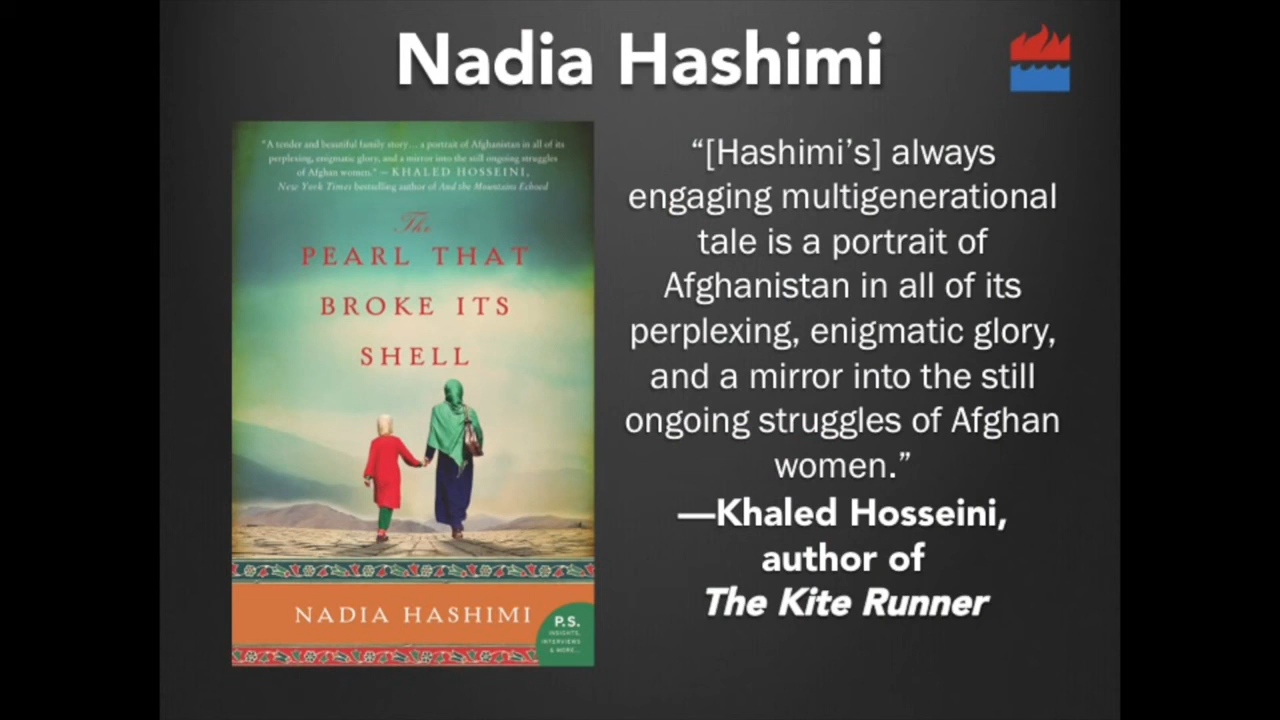 Nadia Hashimi
"A tender and beautiful family story... a portrait of Afghanistan in all of its
perplexing, enigmatic glory, and a mirror into the still ongoing struggles
of Afghan women." — KHALED HOSSEINI,
New York Times bestselling author of And the Mountains Echoed
The
PEARL THAT
BROKE ITS
SHELL
NADIA HASHIMI
P.S.
INSIGHTS,
INTERVIEWS
& MORE...
“[Hashimi’s] always
engaging multigenerational
tale is a portrait of
Afghanistan in all of its
perplexing, enigmatic glory,
and a mirror into the still
ongoing struggles of Afghan
women.”
—Khaled Hosseini,
author of
The Kite Runner